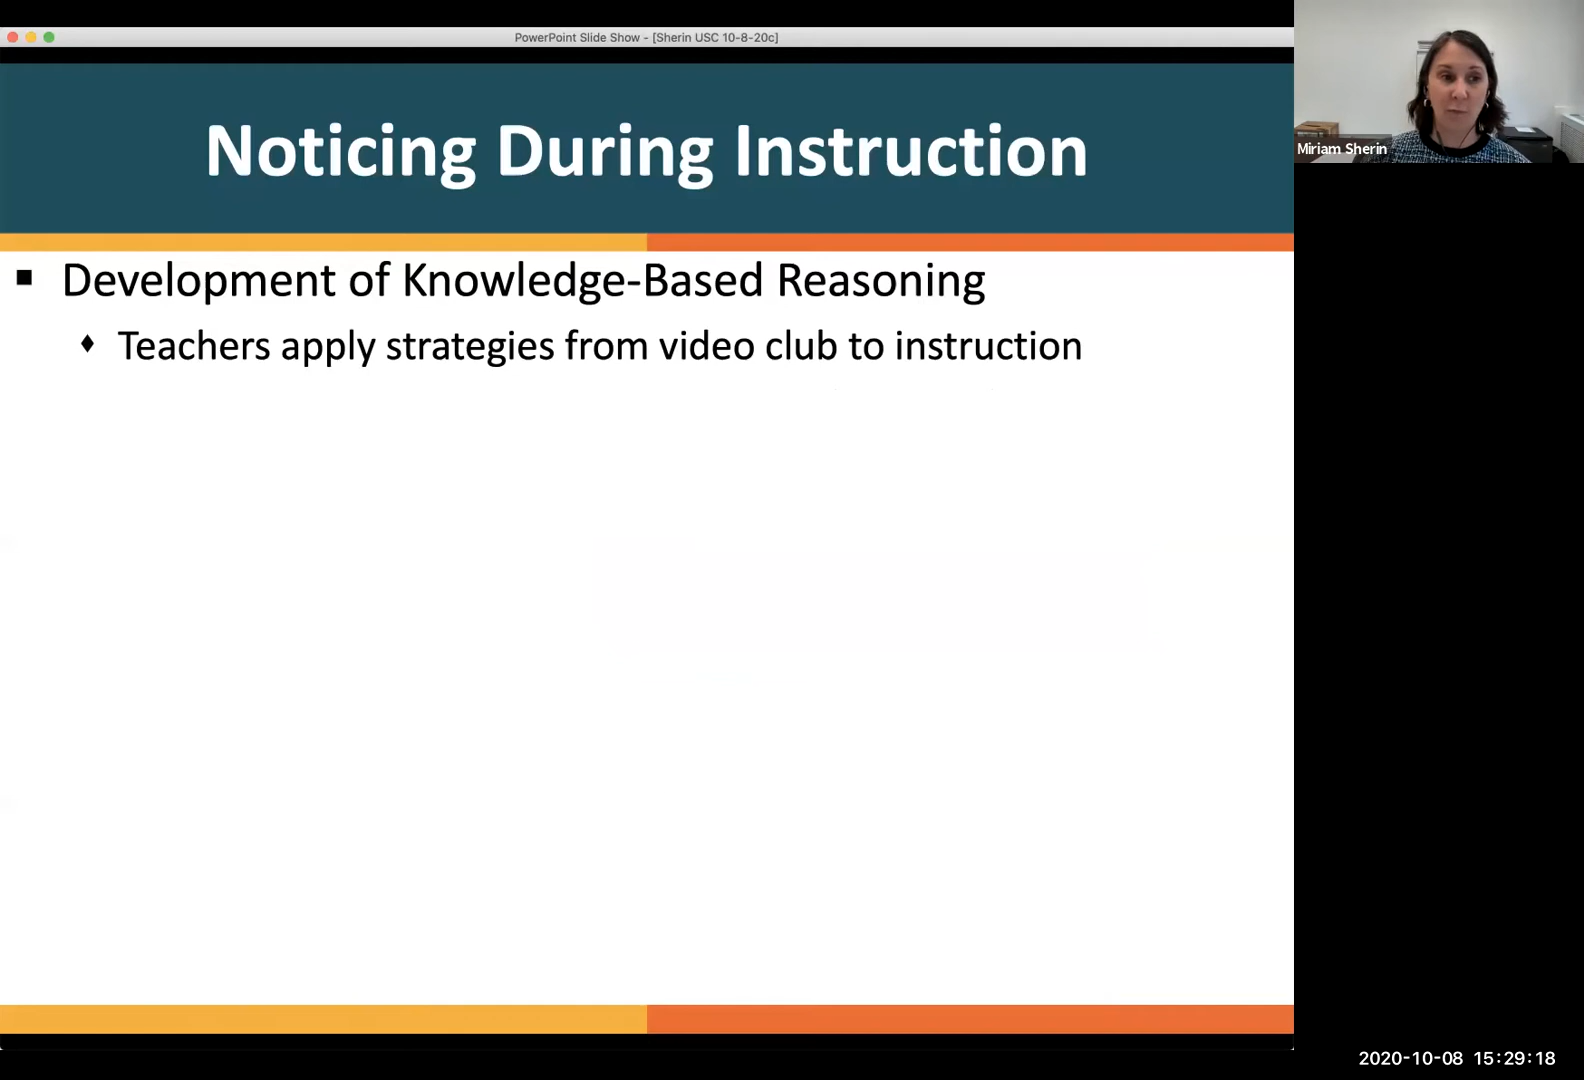 PowerPoint Slide Show - [Sherin USC 10-8-20c]
Miriam Sherin
Noticing During Instruction
Development of Knowledge-Based Reasoning
Teachers apply strategies from video club to instruction
2020-10-08 15:29:18